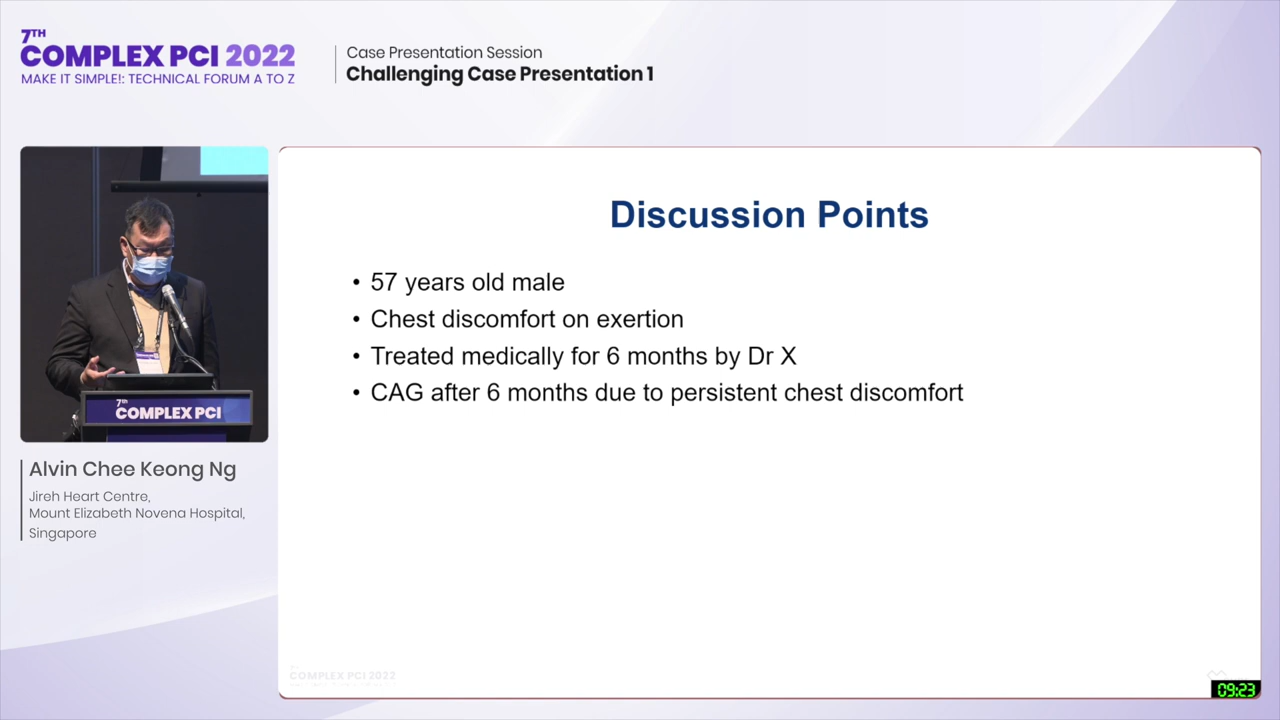 7TH
COMPLEX PCI 2022
MAKE IT SIMPLE!: TECHNICAL FORUM A TO Z
Case Presentation Session
Challenging Case Presentation 1
7th
COMPLEX PCI
Alvin Chee Keong Ng
Jireh Heart Centre,
Mount Elizabeth Novena Hospital,
Singapore
Discussion Points
• 57 years old male
• Chest discomfort on exertion
• Treated medically for 6 months by Dr X
• CAG after 6 months due to persistent chest discomfort
COMPLEX PCI 2022
09:23